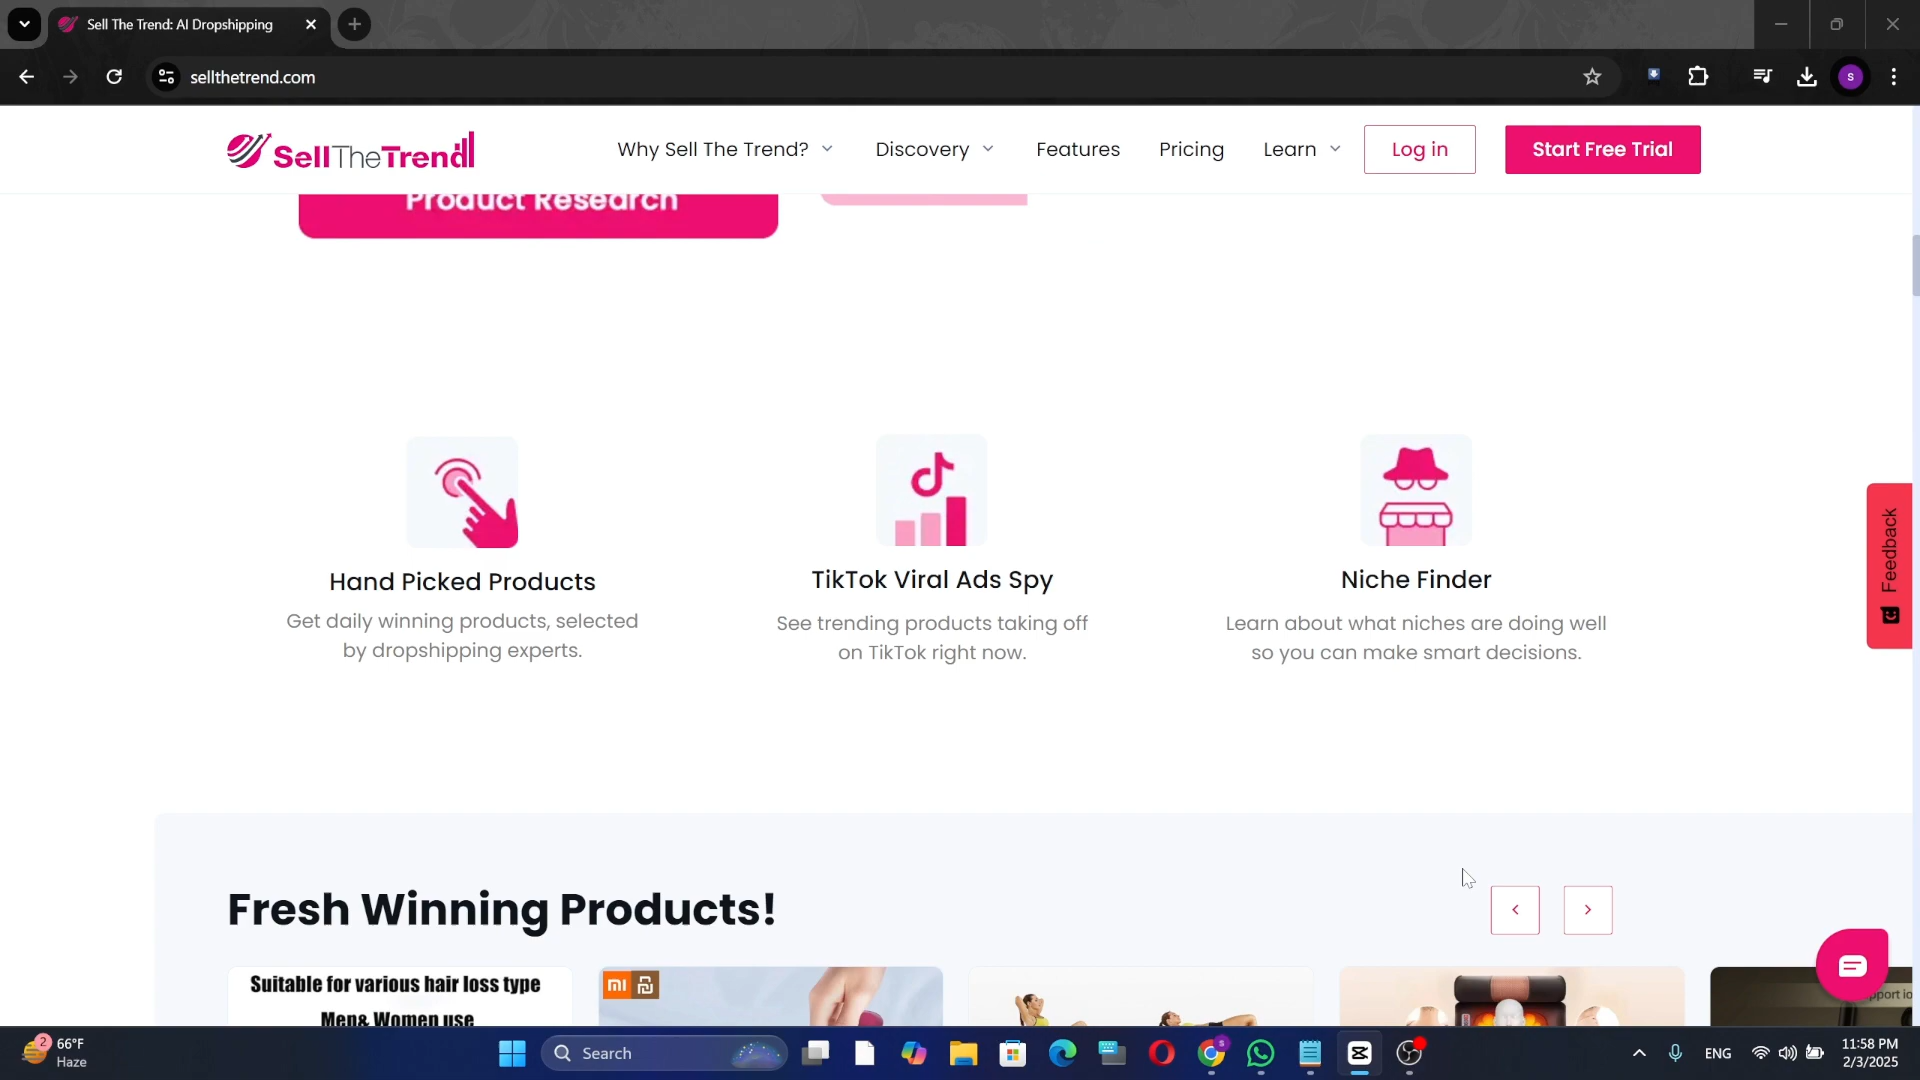 Sell The Trend: AI Dropshipping
sellthetrend.com
S
SellTheTrend
Why Sell The Trend?
Discovery
Features
Pricing
Learn
Log in
Start Free Trial
Product Research
Hand Picked Products
Get daily winning products, selected
by dropshipping experts.
TikTok Viral Ads Spy
See trending products taking off
on TikTok right now.
Niche Finder
Learn about what niches are doing well
so you can make smart decisions.
Feedback
Fresh Winning Products!
Suitable for various hair loss type
Men& Women use
mi
2
66°F
Haze
Search
ENG
11:58 PM
2/3/2025